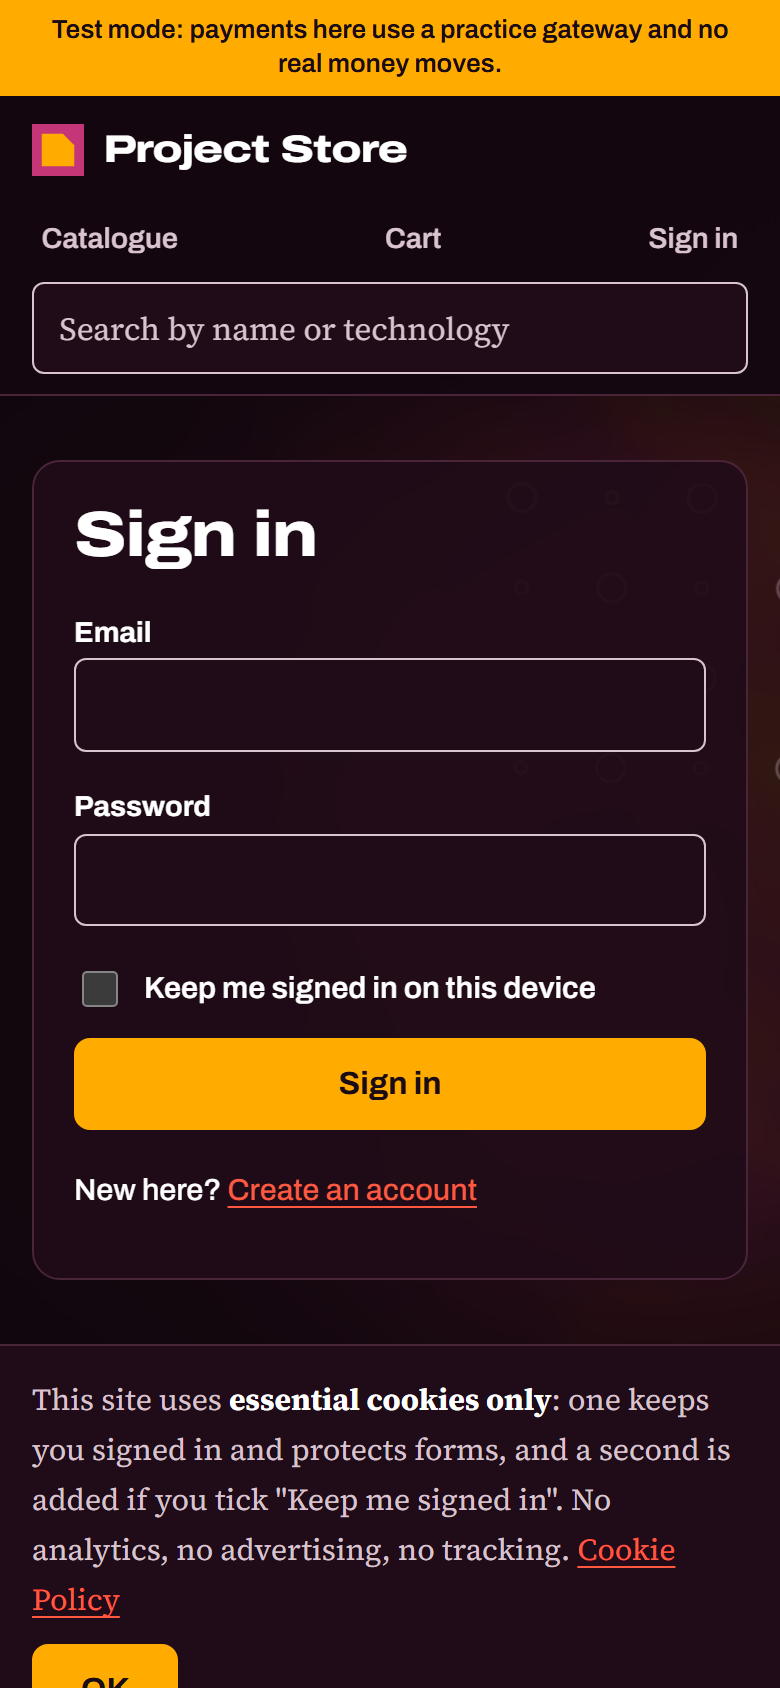 Test mode: payments here use a practice gateway and no
real money moves.
Project Store
Catalogue
Cart
Sign in
Search by name or technology
Sign in
Email
Password
Keep me signed in on this device
Sign in
New here? Create an account
This site uses essential cookies only: one keeps
you signed in and protects forms, and a second is
added if you tick "Keep me signed in". No
analytics, no advertising, no tracking. Cookie
Policy
OK